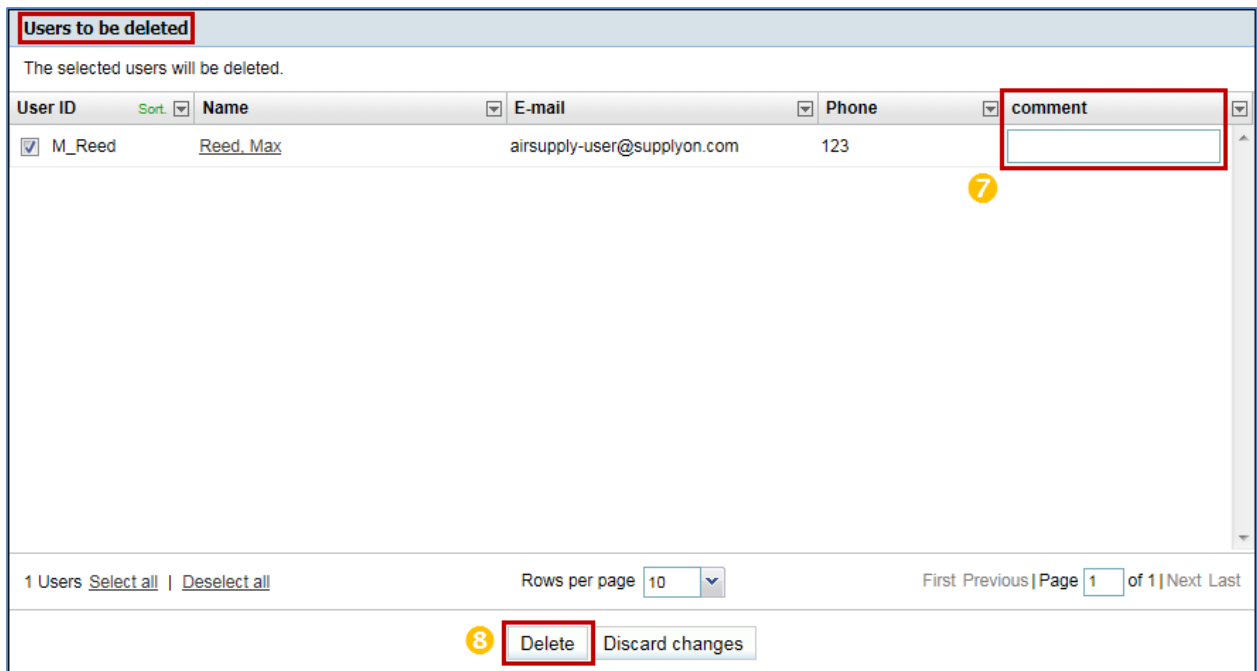 Users to be deleted
The selected users will be deleted.
User ID Sort. Name E-mail Phone comment
M_Reed Reed, Max airsupply-user@supplyon.com 123
7
1 Users Select all | Deselect all Rows per page 10 First Previous | Page 1 of 1 | Next Last
8 Delete Discard changes